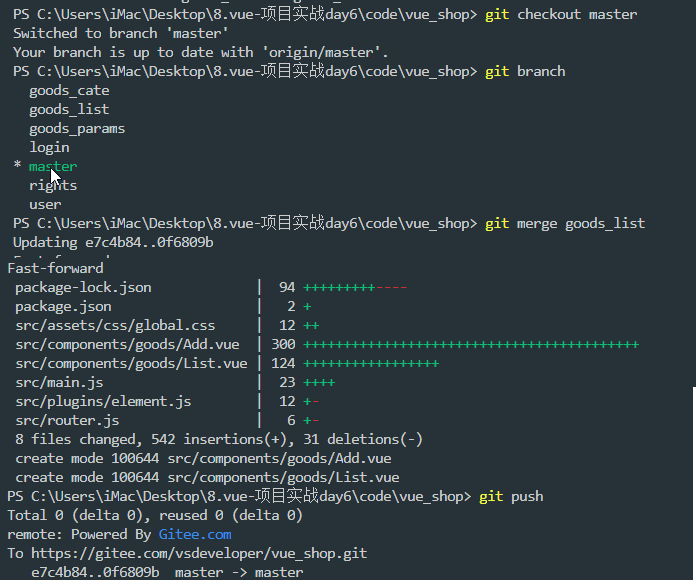 PS C:\Users\iMac\Desktop\8.vue-项目实战day6\code\vue_shop> git checkout master
Switched to branch 'master'
Your branch is up to date with 'origin/master'.
PS C:\Users\iMac\Desktop\8.vue-项目实战day6\code\vue_shop> git branch
goods_cate
goods_list
goods_params
login
* master
rights
user
PS C:\Users\iMac\Desktop\8.vue-项目实战day6\code\vue_shop> git merge goods_list
Updating e7c4b84..0f6809b
Fast-forward
package-lock.json | 94 +++++++++----
package.json | 2 +
src/assets/css/global.css | 12 ++
src/components/goods/Add.vue | 300 ++++++++++++++++++++++++++++++++++++++++++
src/components/goods/List.vue | 124 +++++++++++++++++
src/main.js | 23 ++++
src/plugins/element.js | 12 +-
src/router.js | 6 +-
8 files changed, 542 insertions(+), 31 deletions(-)
create mode 100644 src/components/goods/Add.vue
create mode 100644 src/components/goods/List.vue
PS C:\Users\iMac\Desktop\8.vue-项目实战day6\code\vue_shop> git push
Total 0 (delta 0), reused 0 (delta 0)
remote: Powered By Gitee.com
To https://gitee.com/vsdeveloper/vue_shop.git
e7c4b84..0f6809b master -> master